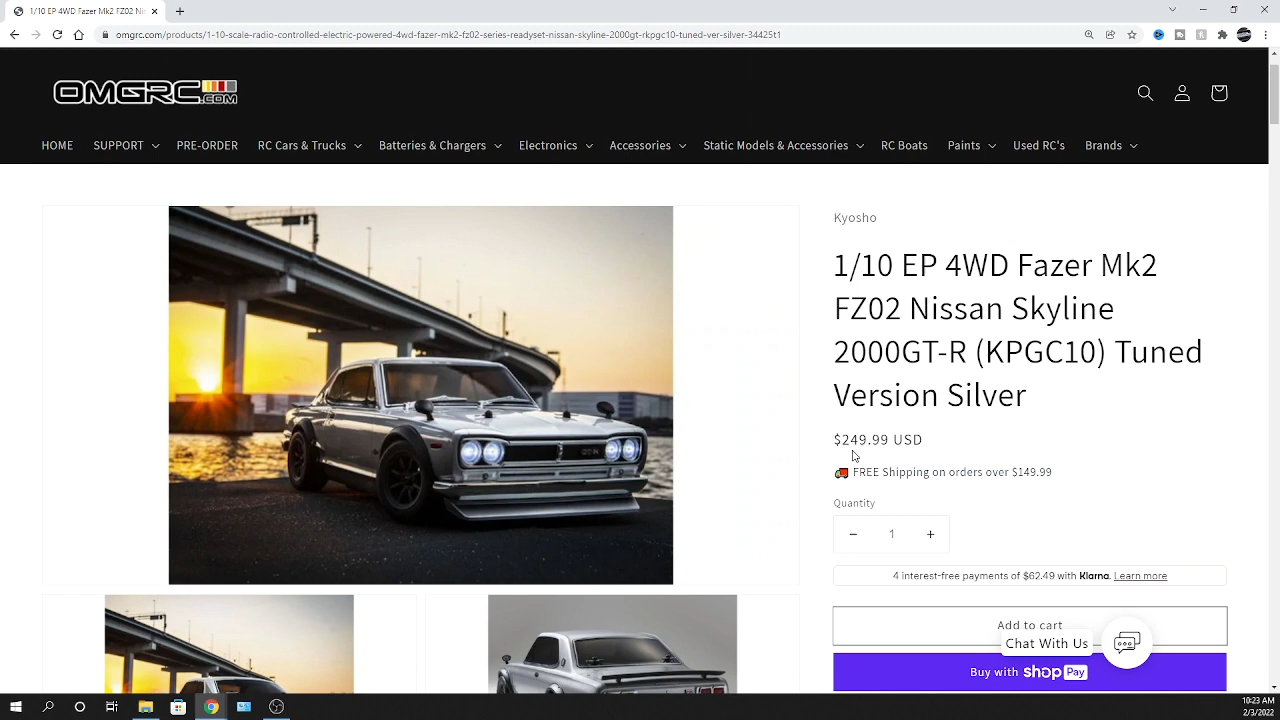 1/10 EP 4WD Fazer Mk2 FZ02 Nis
omgrc.com/products/1-10-scale-radio-controlled-electric-powered-4wd-fazer-mk2-fz02-series-readyset-nissan-skyline-2000gt-rkpgc10-tuned-ver-silver-34425t1
OMGRC.COM
HOME SUPPORT PRE-ORDER RC Cars & Trucks Batteries & Chargers Electronics Accessories Static Models & Accessories RC Boats Paints Used RC's Brands
Kyosho
1/10 EP 4WD Fazer Mk2
FZ02 Nissan Skyline
2000GT-R (KPGC10) Tuned
Version Silver
$249.99 USD
FREE Shipping on orders over $149.99
Quantity
− 1 +
4 interest-free payments of $62.49 with Klarna. Learn more
Add to cart
Chat With Us
Buy with shop Pay
10:23 AM
2/3/2022